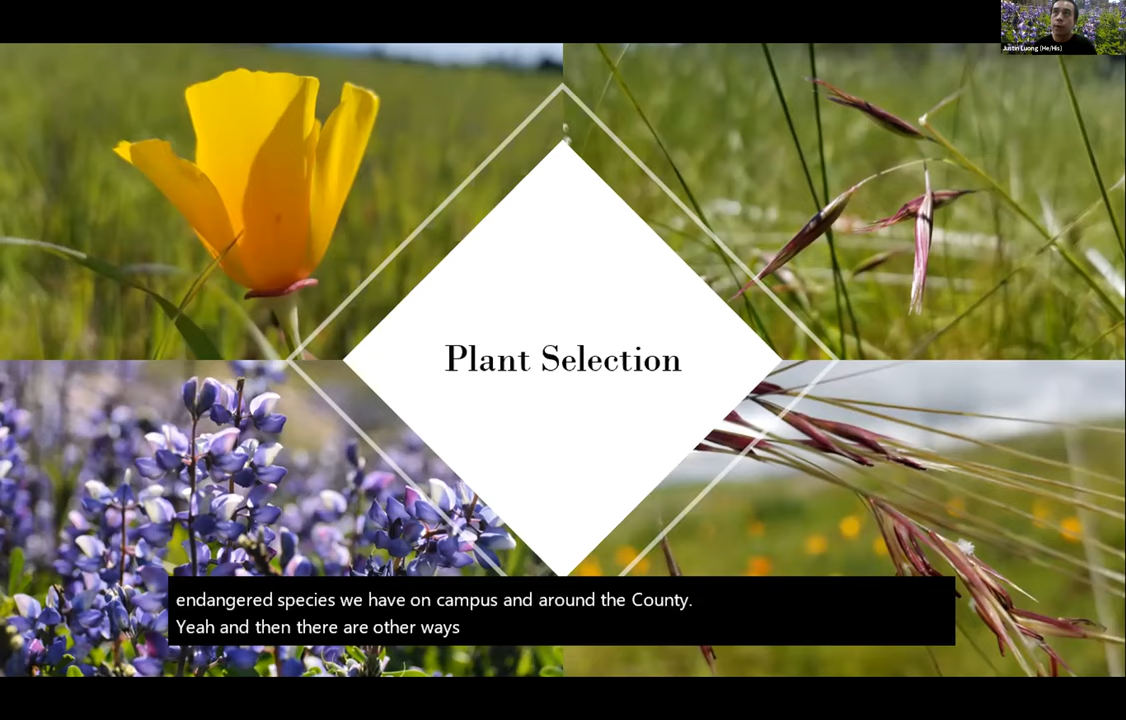 Justin Luong (He/His)
Plant Selection
endangered species we have on campus and around the County.
Yeah and then there are other ways